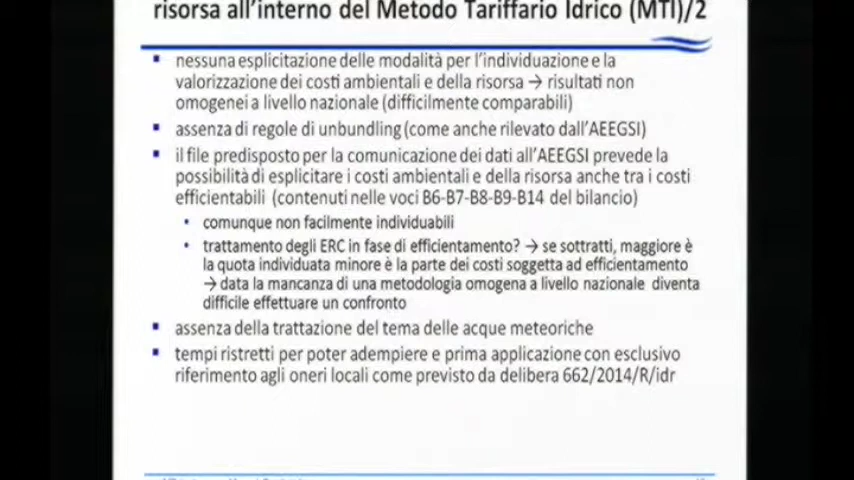 risorsa all'interno del Metodo Tariffario Idrico (MTI)/2
nessuna esplicitazione delle modalità per l'individuazione e la
valorizzazione dei costi ambientali e della risorsa → risultati non
omogenei a livello nazionale (difficilmente comparabili)
assenza di regole di unbundling (come anche rilevato dall'AEEGSI)
il file predisposto per la comunicazione dei dati all'AEEGSI prevede la
possibilità di esplicitare i costi ambientali e della risorsa anche tra i costi
efficientabili (contenuti nelle voci B6-B7-B8-B9-B14 del bilancio)
comunque non facilmente individuabili
trattamento degli ERC in fase di efficientamento? → se sottratti, maggiore è
la quota individuata minore è la parte dei costi soggetta ad efficientamento
→ data la mancanza di una metodologia omogena a livello nazionale diventa
difficile effettuare un confronto
assenza della trattazione del tema delle acque meteoriche
tempi ristretti per poter adempiere e prima applicazione con esclusivo
riferimento agli oneri locali come previsto da delibera 662/2014/R/idr